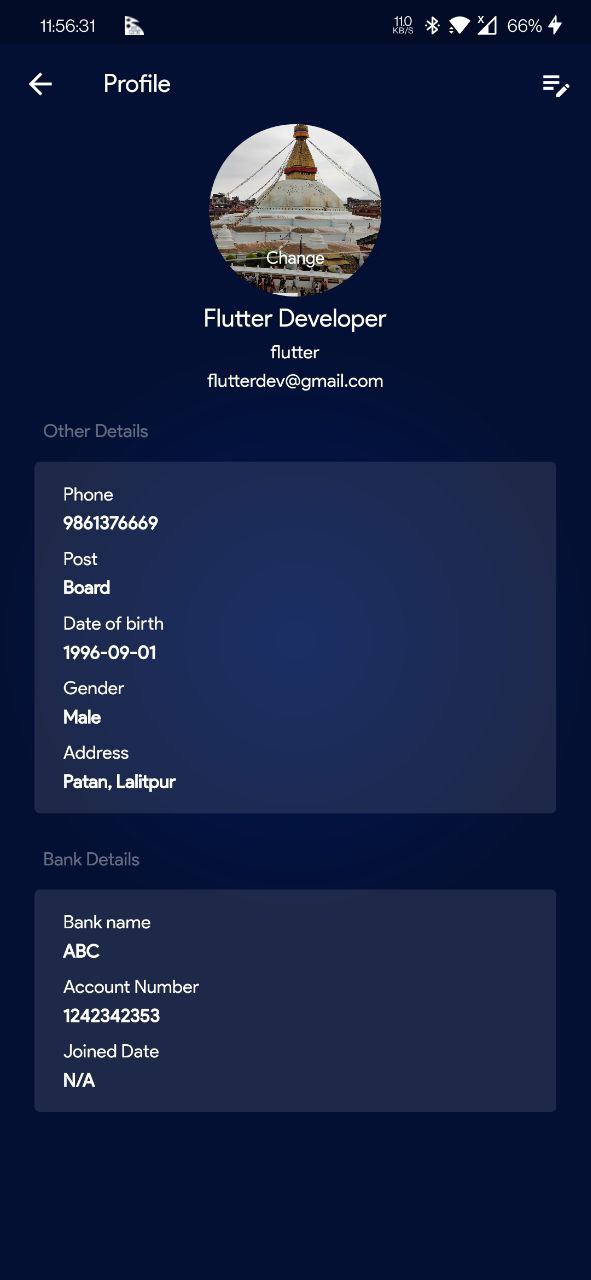 11:56:31
11.0
KB/S
66%
Profile
Change
Flutter Developer
flutter
flutterdev@gmail.com
Other Details
Phone
9861376669
Post
Board
Date of birth
1996-09-01
Gender
Male
Address
Patan, Lalitpur
Bank Details
Bank name
ABC
Account Number
1242342353
Joined Date
N/A